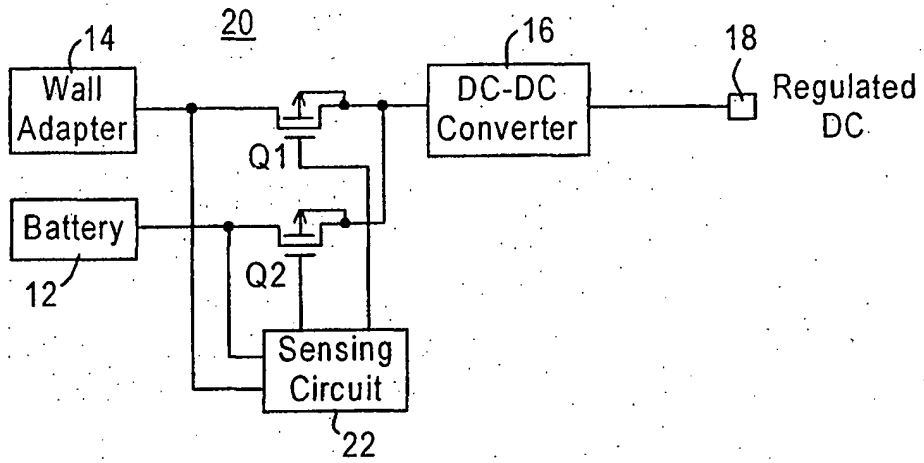 20
14
Wall
Adapter
Q1
16
DC-DC
Converter
18
Regulated
DC
Battery
12
Q2
Sensing
Circuit
22